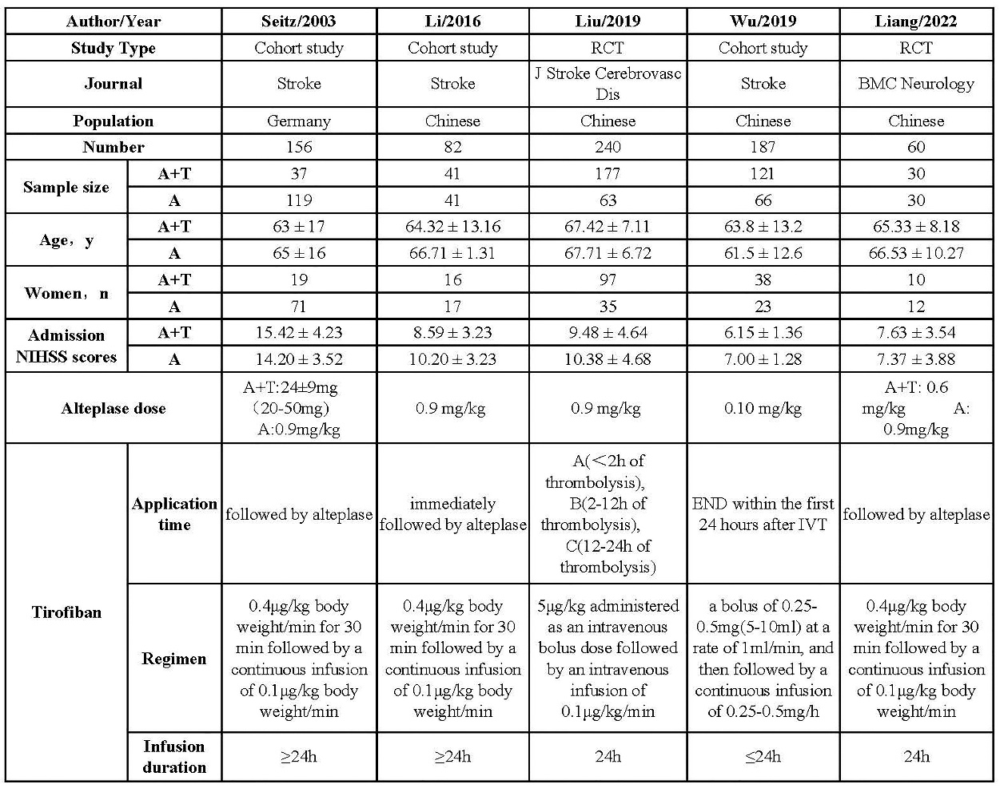 Author/Year Seitz/2003 Li/2016 Liu/2019 Wu/2019 Liang/2022
Study Type Cohort study Cohort study RCT Cohort study RCT
Journal Stroke Stroke J Stroke Cerebrovasc Dis Stroke BMC Neurology
Population Germany Chinese Chinese Chinese Chinese
Number 156 82 240 187 60
Sample size
A+T 37 41 177 121 30
A 119 41 63 66 30
Age，y
A+T 63 ± 17 64.32 ± 13.16 67.42 ± 7.11 63.8 ± 13.2 65.33 ± 8.18
A 65 ± 16 66.71 ± 1.31 67.71 ± 6.72 61.5 ± 12.6 66.53 ± 10.27
Women，n
A+T 19 16 97 38 10
A 71 17 35 23 12
Admission
NIHSS scores
A+T 15.42 ± 4.23 8.59 ± 3.23 9.48 ± 4.64 6.15 ± 1.36 7.63 ± 3.54
A 14.20 ± 3.52 10.20 ± 3.23 10.38 ± 4.68 7.00 ± 1.28 7.37 ± 3.88
Alteplase dose
A+T:24±9mg
（20-50mg）
A:0.9mg/kg
0.9 mg/kg
0.9 mg/kg
0.10 mg/kg
A+T: 0.6
mg/kg A:
0.9mg/kg
Tirofiban
Application
time
followed by alteplase
immediately
followed by alteplase
A(＜2h of
thrombolysis),
B(2-12h of
thrombolysis),
C(12-24h of
thrombolysis)
END within the first
24 hours after IVT
followed by alteplase
Regimen
0.4μg/kg body
weight/min for 30
min followed by a
continuous infusion
of 0.1μg/kg body
weight/min
0.4μg/kg body
weight/min for 30
min followed by a
continuous infusion
of 0.1μg/kg body
weight/min
5μg/kg administered
as an intravenous
bolus dose followed
by an intravenous
infusion of
0.1μg/kg/min
a bolus of 0.25-
0.5mg(5-10ml) at a
rate of 1ml/min, and
then followed by a
continuous infusion
of 0.25-0.5mg/h
0.4μg/kg body
weight/min for 30
min followed by a
continuous infusion
of 0.1μg/kg body
weight/min
Infusion
duration
≥24h
≥24h
24h
≤24h
24h